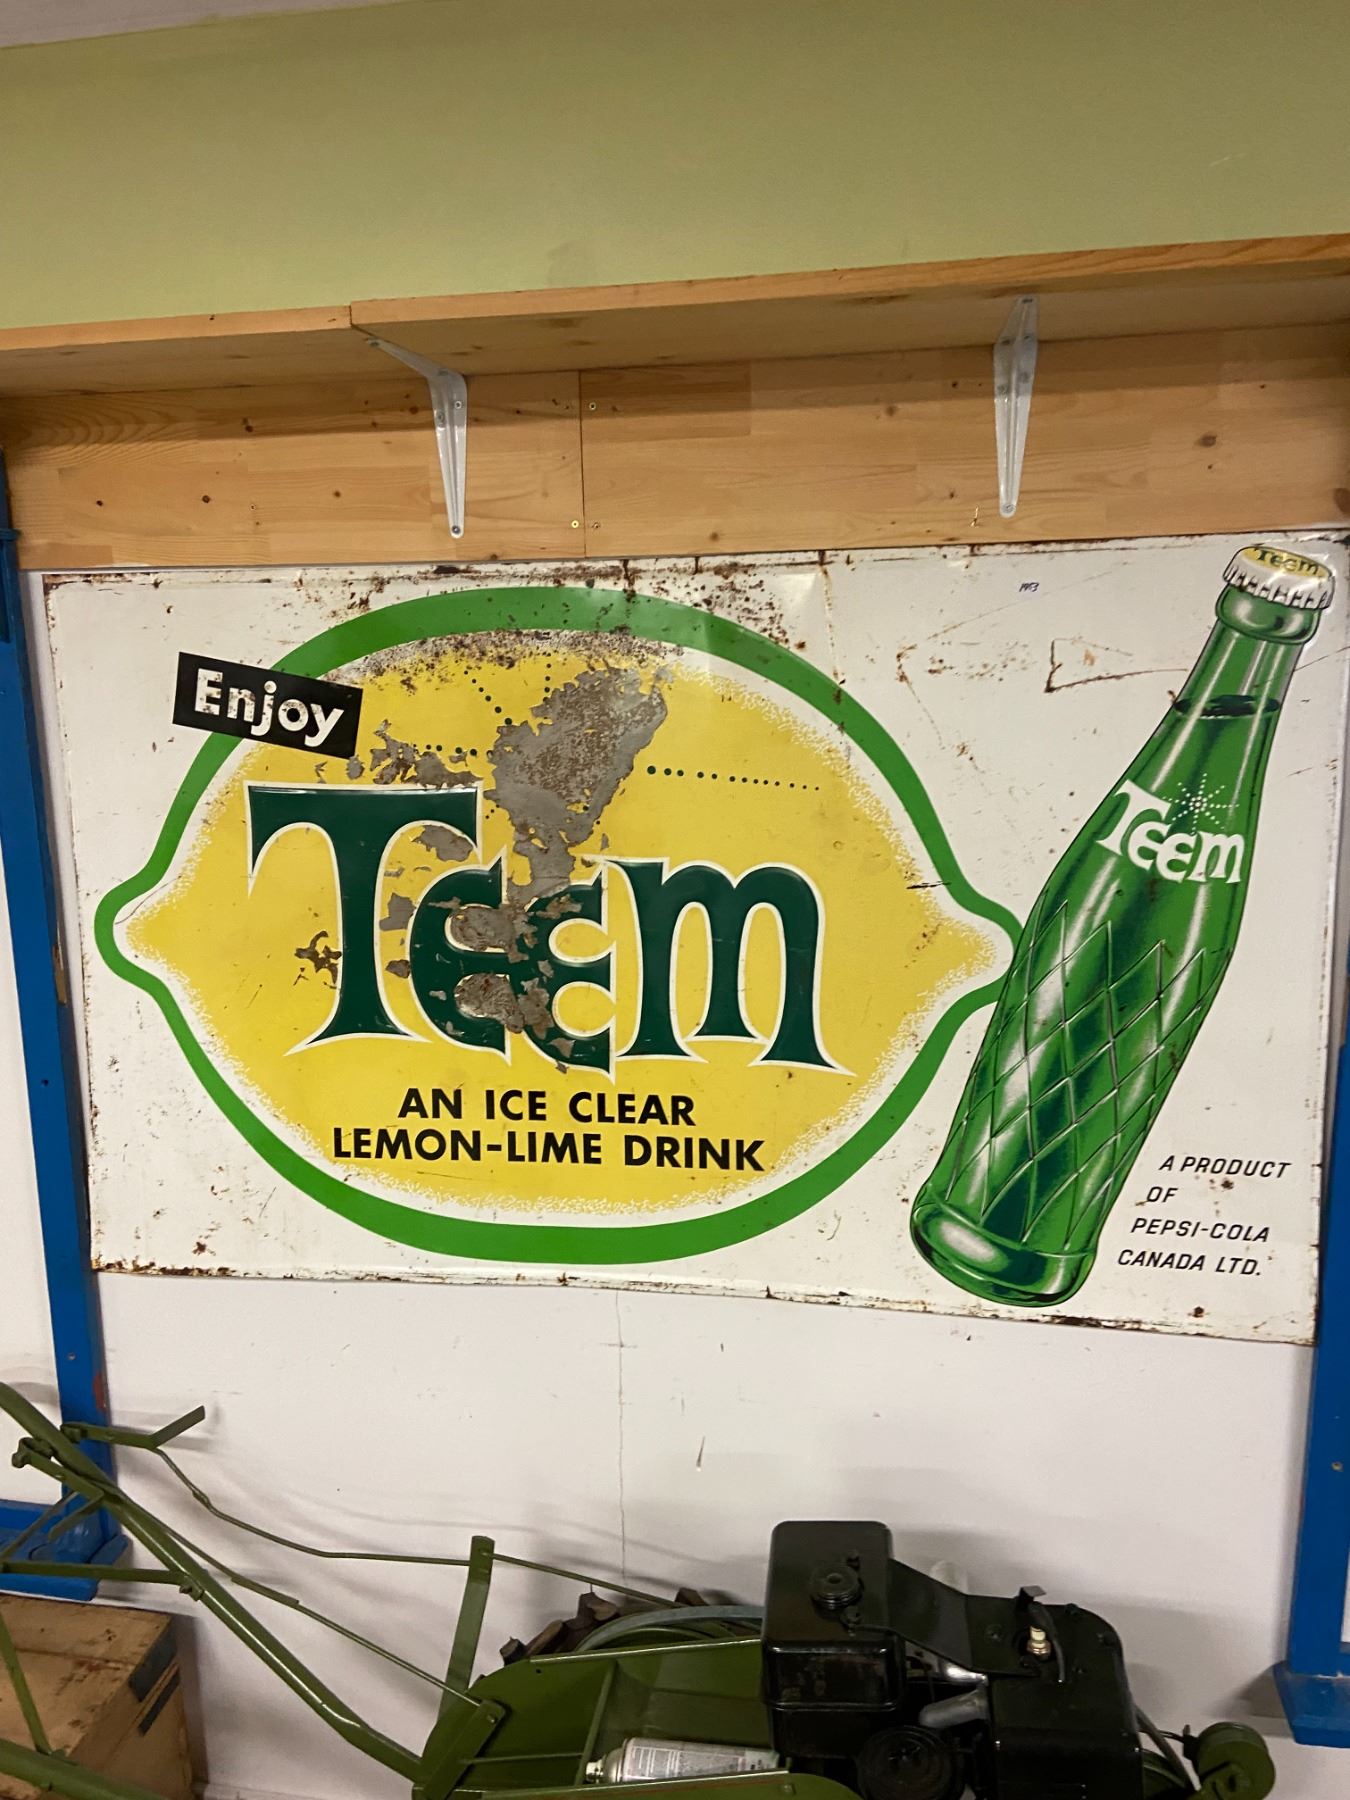 Enjoy
Teem
AN ICE CLEAR
LEMON-LIME DRINK
Teem
Teem
A PRODUCT
OF
PEPSI-COLA
CANADA LTD.